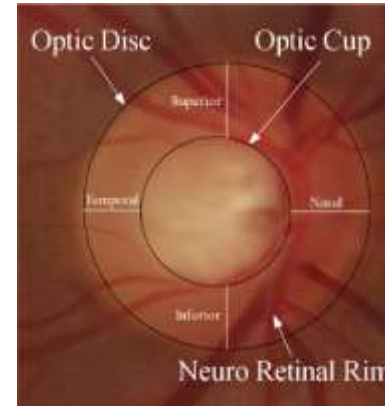 Optic Disc
Optic Cup
Superior
Temporal
Nasal
Inferior
Neuro Retinal Rim